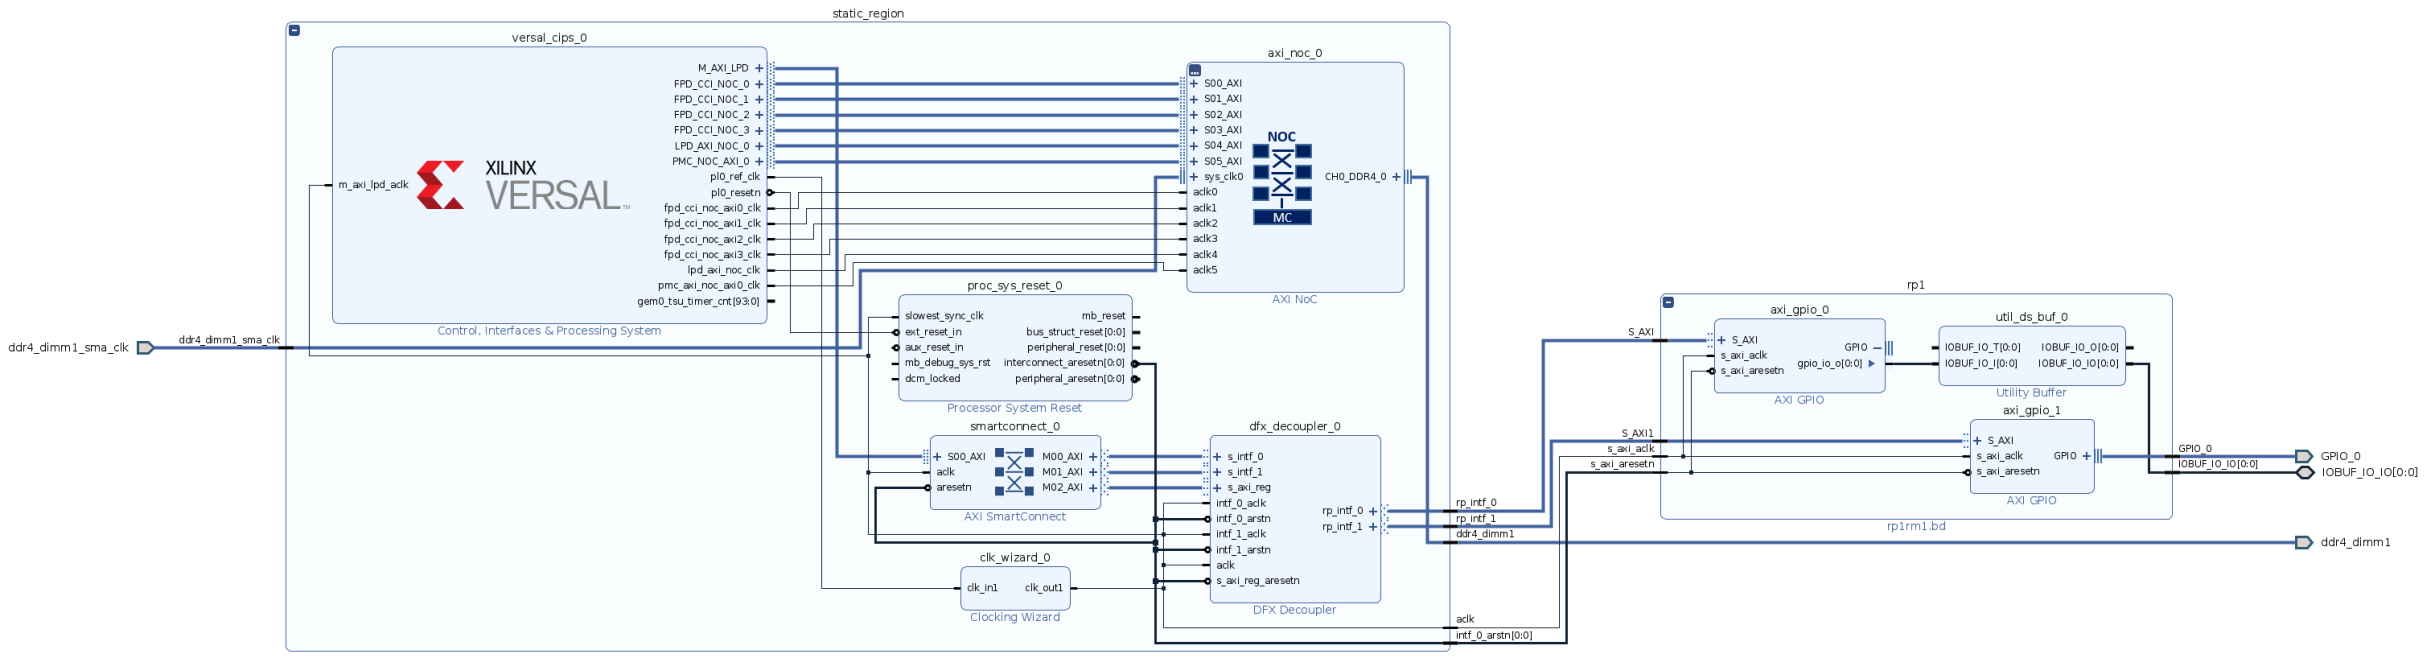 static_region
versal_cips_0
M_AXI_LPD
FPD_CCI_NOC_0
FPD_CCI_NOC_1
FPD_CCI_NOC_2
FPD_CCI_NOC_3
LPD_AXI_NOC_0
PMC_NOC_AXI_0
pl0_ref_clk
pl0_resetn
fpd_cci_noc_axi0_clk
fpd_cci_noc_axi1_clk
fpd_cci_noc_axi2_clk
fpd_cci_noc_axi3_clk
lpd_axi_noc_clk
pmc_axi_noc_axi0_clk
gem0_tsu_timer_cnt[93:0]
m_axi_lpd_aclk
XILINX
VERSAL™
Control, Interfaces & Processing System
ddr4_dimm1_sma_clk
ddr4_dimm1_sma_clk
axi_noc_0
S00_AXI
S01_AXI
S02_AXI
S03_AXI
S04_AXI
S05_AXI
sys_clk0
aclk0
aclk1
aclk2
aclk3
aclk4
aclk5
NOC
MC
CH0_DDR4_0
AXI NoC
proc_sys_reset_0
slowest_sync_clk
ext_reset_in
aux_reset_in
mb_debug_sys_rst
dcm_locked
mb_reset
bus_struct_reset[0:0]
peripheral_reset[0:0]
interconnect_aresetn[0:0]
peripheral_aresetn[0:0]
Processor System Reset
smartconnect_0
S00_AXI
aclk
aresetn
M00_AXI
M01_AXI
M02_AXI
AXI SmartConnect
clk_wizard_0
clk_in1
clk_out1
Clocking Wizard
dfx_decoupler_0
s_intf_0
s_intf_1
s_axi_reg
intf_0_aclk
intf_0_arstn
intf_1_aclk
intf_1_arstn
aclk
s_axi_reg_aresetn
rp_intf_0
rp_intf_1
DFX Decoupler
rp_intf_0
rp_intf_1
ddr4_dimm1
aclk
intf_0_arstn[0:0]
rp1
S_AXI
S_AXI1
s_axi_aclk
s_axi_aresetn
axi_gpio_0
S_AXI
s_axi_aclk
s_axi_aresetn
GPIO
gpio_io_o[0:0]
AXI GPIO
util_ds_buf_0
IOBUF_IO_T[0:0]
IOBUF_IO_I[0:0]
IOBUF_IO_O[0:0]
IOBUF_IO_IO[0:0]
Utility Buffer
axi_gpio_1
S_AXI
s_axi_aclk
s_axi_aresetn
GPIO
AXI GPIO
rp1rm1.bd
GPIO_0
IOBUF_IO_IO[0:0]
GPIO_0
IOBUF_IO_IO[0:0]
ddr4_dimm1